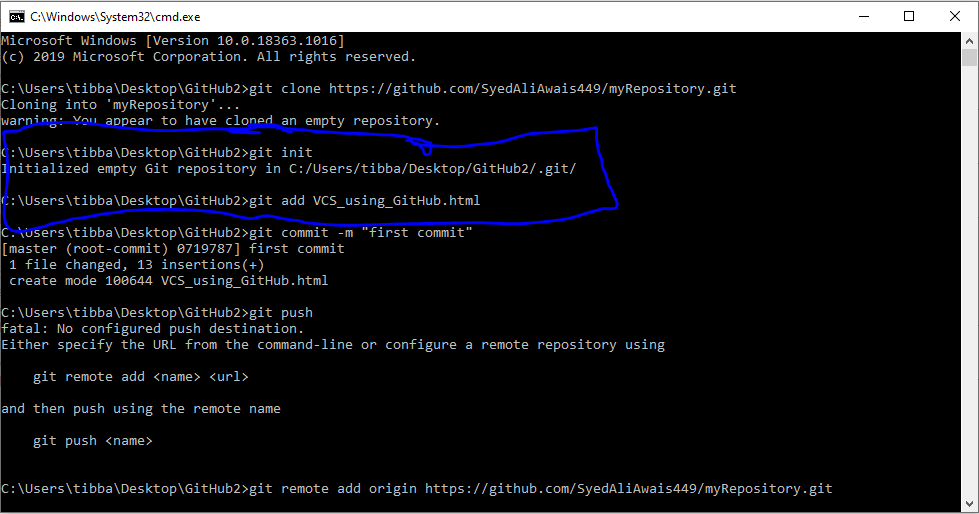 C:\Windows\System32\cmd.exe
Microsoft Windows [Version 10.0.18363.1016]
(c) 2019 Microsoft Corporation. All rights reserved.
C:\Users\tibba\Desktop\GitHub2>git clone https://github.com/SyedAliAwais449/myRepository.git
Cloning into 'myRepository'...
warning: You appear to have cloned an empty repository.
C:\Users\tibba\Desktop\GitHub2>git init
Initialized empty Git repository in C:/Users/tibba/Desktop/GitHub2/.git/
C:\Users\tibba\Desktop\GitHub2>git add VCS_using_GitHub.html
C:\Users\tibba\Desktop\GitHub2>git commit -m "first commit"
[master (root-commit) 0719787] first commit
 1 file changed, 13 insertions(+)
 create mode 100644 VCS_using_GitHub.html
C:\Users\tibba\Desktop\GitHub2>git push
fatal: No configured push destination.
Either specify the URL from the command-line or configure a remote repository using
    git remote add <name> <url>
and then push using the remote name
    git push <name>
C:\Users\tibba\Desktop\GitHub2>git remote add origin https://github.com/SyedAliAwais449/myRepository.git